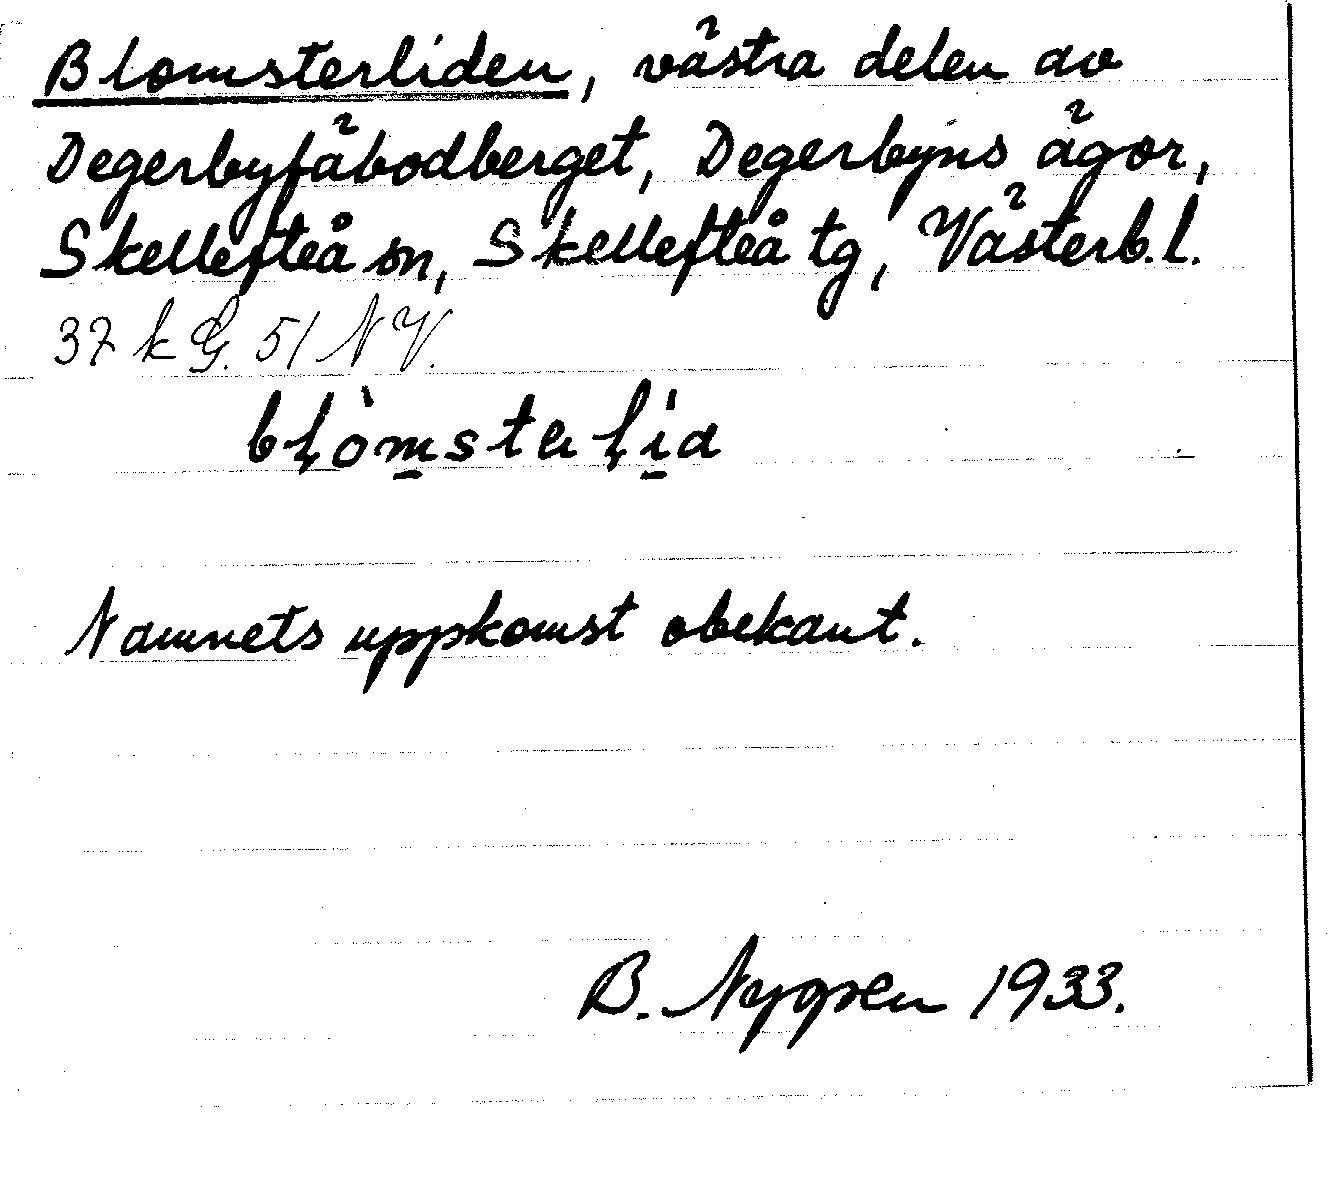 Blomsterliden, västra delen av
Degerbyfäbodberget, Degerbyns ägor,
Skellefteå sn, Skellefteå tg, Västerb.l.
37 k G. 51 NV.
Namnets uppkomst obekant.
B. Nygren 1933.